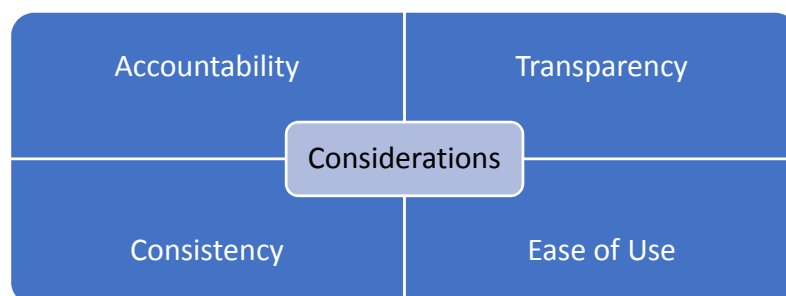 Accountability
Transparency
Considerations
Consistency
Ease of Use